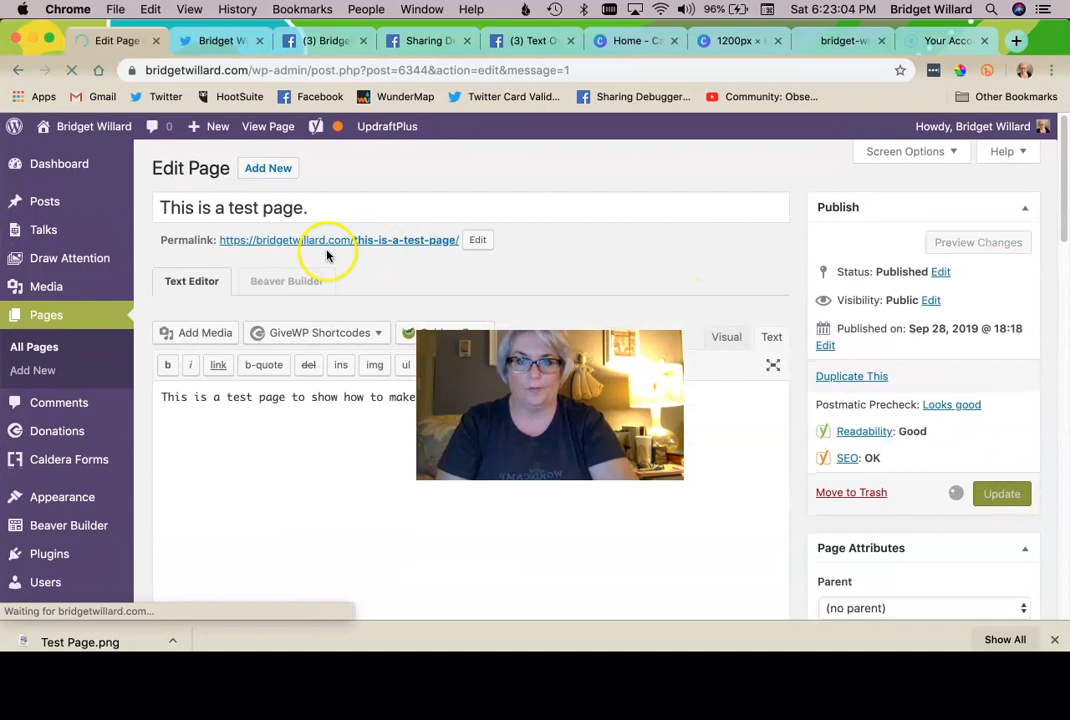 Chrome File Edit View History Bookmarks People Window Help 96% Sat 6:23:04 PM Bridget Willard
Edit Page Bridget W (3) Bridge Sharing De (3) Text O Home - Ca 1200px × bridget-wi Your Acco
bridgetwillard.com/wp-admin/post.php?post=6344&action=edit&message=1
Apps Gmail Twitter HootSuite Facebook WunderMap Twitter Card Valid... Sharing Debugger... Community: Obse... Other Bookmarks
Bridget Willard 0 New View Page UpdraftPlus Howdy, Bridget Willard
Dashboard
Posts
Talks
Draw Attention
Media
Pages
All Pages
Add New
Comments
Donations
Caldera Forms
Appearance
Beaver Builder
Plugins
Users
Edit Page Add New
Screen Options Help
This is a test page.
Permalink: https://bridgetwillard.com/this-is-a-test-page/ Edit
Text Editor Beaver Builder
Add Media GiveWP Shortcodes
Visual Text
b i link b-quote del ins img ul
This is a test page to show how to make
WORDCAMP
Publish
Preview Changes
Status: Published Edit
Visibility: Public Edit
Published on: Sep 28, 2019 @ 18:18
Edit
Duplicate This
Postmatic Precheck: Looks good
Readability: Good
SEO: OK
Move to Trash Update
Page Attributes
Parent
(no parent)
Waiting for bridgetwillard.com...
Test Page.png Show All